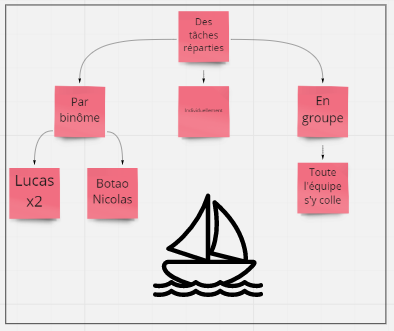 Des
tâches
réparties
Par
binôme
Individuellement
En
groupe
Lucas
x2
Botao
Nicolas
Toute
l'équipe
s'y colle